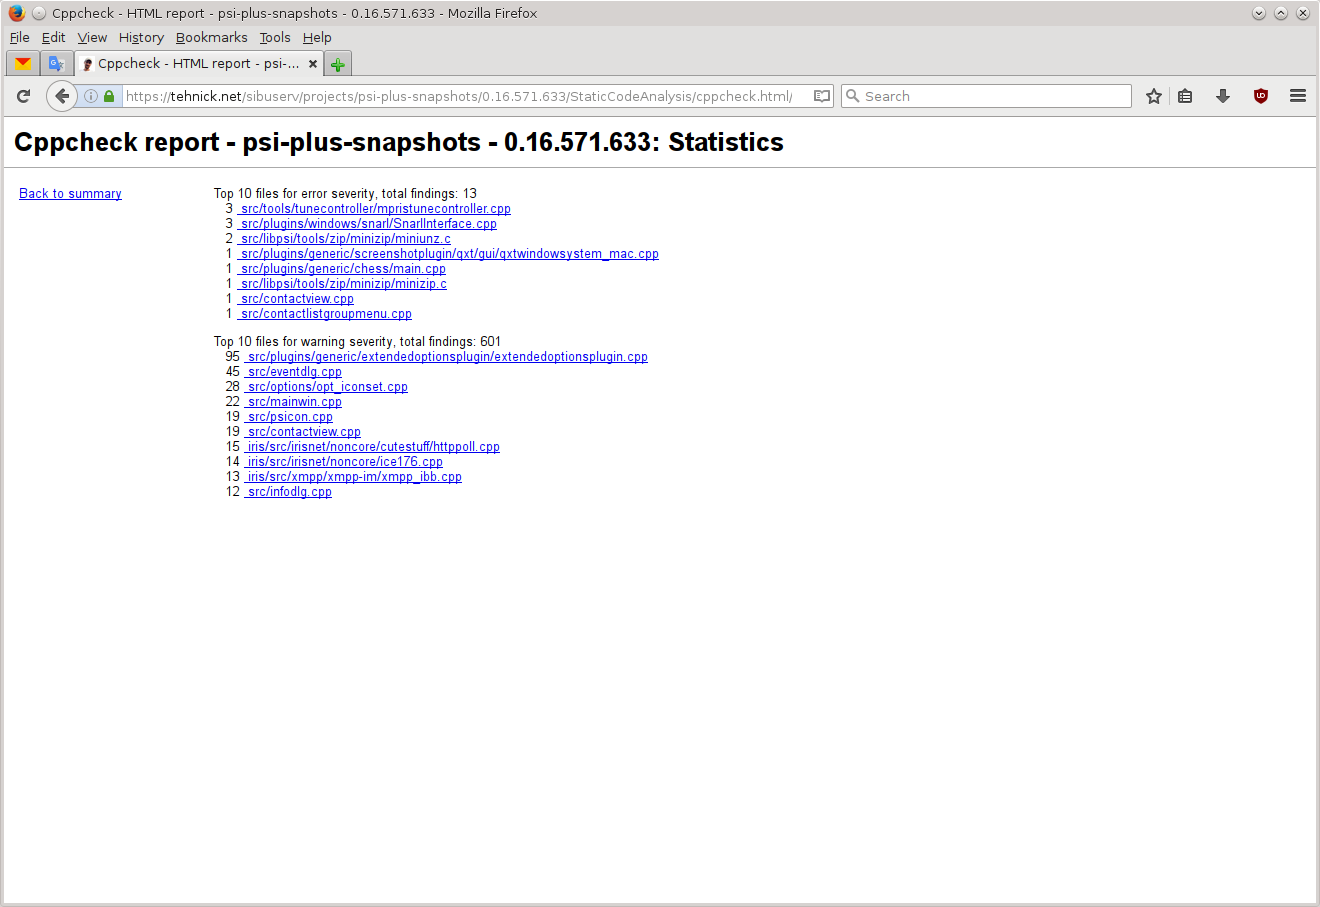 Cppcheck - HTML report - psi-plus-snapshots - 0.16.571.633 - Mozilla Firefox
File Edit View History Bookmarks Tools Help
Cppcheck - HTML report - psi-...
https://tehnick.net/sibuserv/projects/psi-plus-snapshots/0.16.571.633/StaticCodeAnalysis/cppcheck.html/ Search
Cppcheck report - psi-plus-snapshots - 0.16.571.633: Statistics
Back to summary
Top 10 files for error severity, total findings: 13
3 src/tools/tunecontroller/mpristunecontroller.cpp
3 src/plugins/windows/snarl/SnarlInterface.cpp
2 src/libpsi/tools/zip/minizip/miniunz.c
1 src/plugins/generic/screenshotplugin/qxt/gui/qxtwindowsystem_mac.cpp
1 src/plugins/generic/chess/main.cpp
1 src/libpsi/tools/zip/minizip/minizip.c
1 src/contactview.cpp
1 src/contactlistgroupmenu.cpp
Top 10 files for warning severity, total findings: 601
95 src/plugins/generic/extendedoptionsplugin/extendedoptionsplugin.cpp
45 src/eventdlg.cpp
28 src/options/opt_iconset.cpp
22 src/mainwin.cpp
19 src/psicon.cpp
19 src/contactview.cpp
15 iris/src/irisnet/noncore/cutestuff/httppoll.cpp
14 iris/src/irisnet/noncore/ice176.cpp
13 iris/src/xmpp/xmpp-im/xmpp_ibb.cpp
12 src/infodlg.cpp